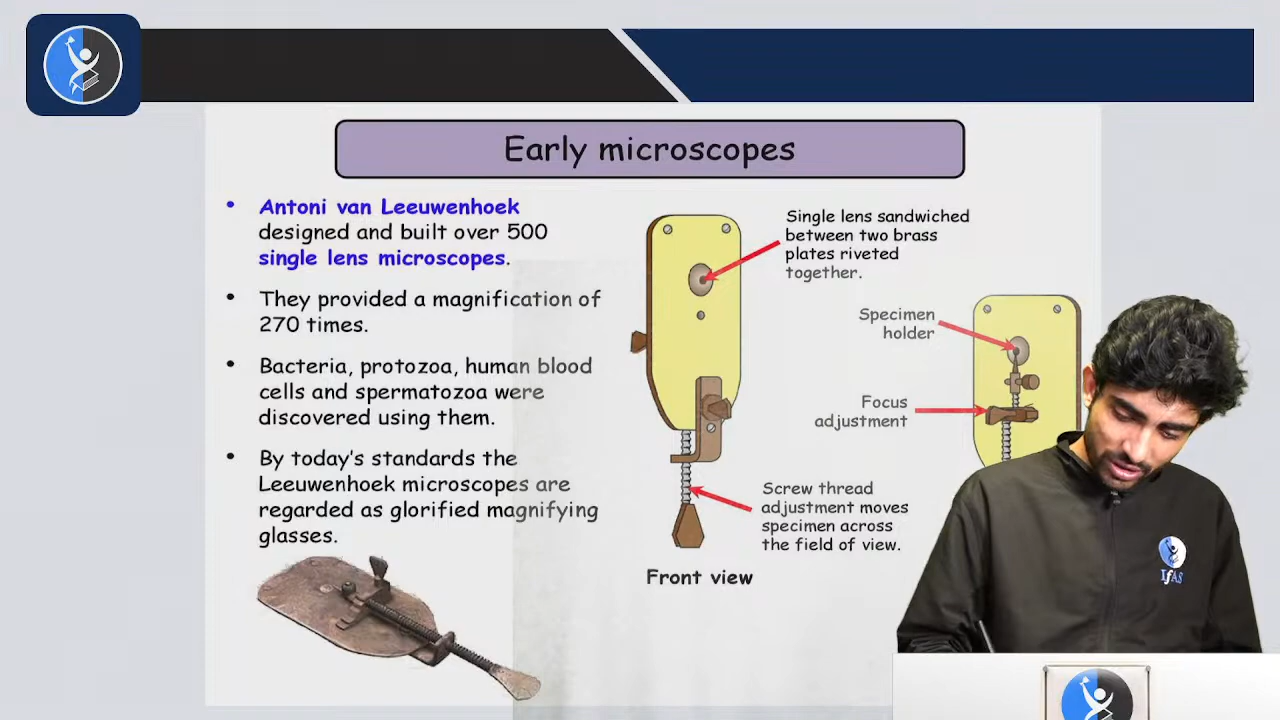 Early microscopes
• Antoni van Leeuwenhoek
designed and built over 500
single lens microscopes.
• They provided a magnification of
270 times.
• Bacteria, protozoa, human blood
cells and spermatozoa were
discovered using them.
• By today's standards the
Leeuwenhoek microscopes are
regarded as glorified magnifying
glasses.
Single lens sandwiched
between two brass
plates riveted
together.
Specimen
holder
Focus
adjustment
Screw thread
adjustment moves
specimen across
the field of view.
Front view
IfAS